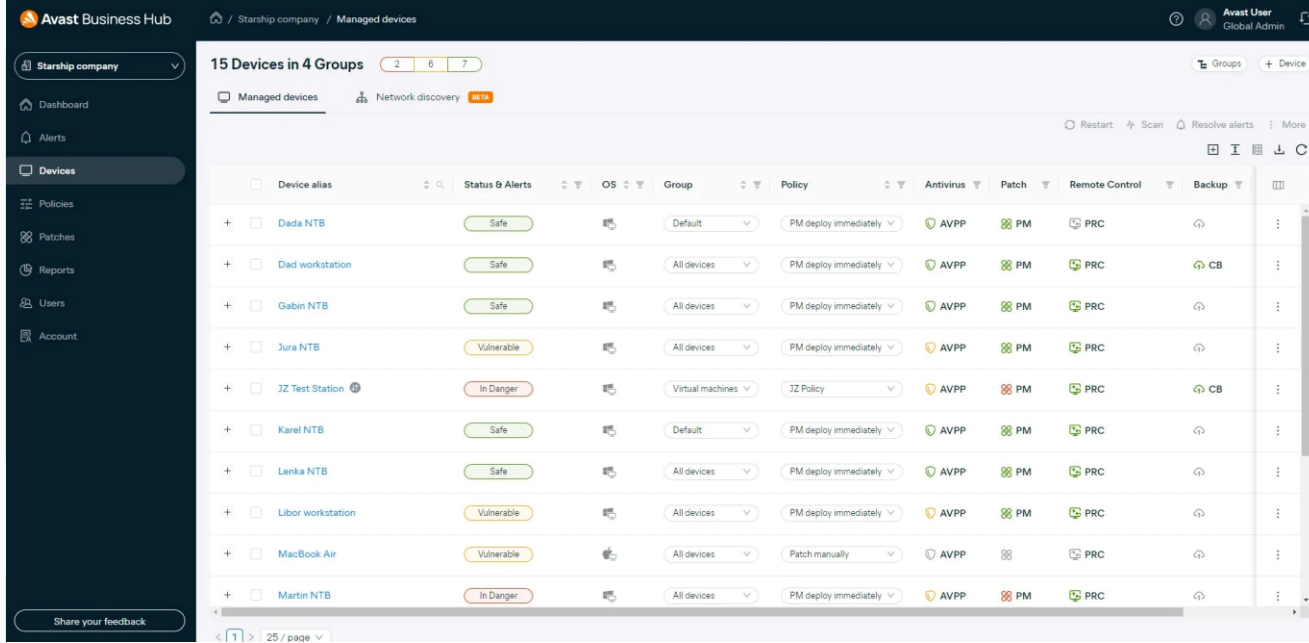 Avast Business Hub
/ Starship company / Managed devices
Avast User
Global Admin
Starship company
Dashboard
Alerts
Devices
Policies
Patches
Reports
Users
Account
Share your feedback
15 Devices in 4 Groups 2 6 7
Groups + Device
Managed devices Network discovery BETA
Restart Scan Resolve alerts More
Device alias Status & Alerts OS Group Policy Antivirus Patch Remote Control Backup
Dada NTB Safe Default PM deploy immediately AVPP PM PRC
Dad workstation Safe All devices PM deploy immediately AVPP PM PRC CB
Gabin NTB Safe All devices PM deploy immediately AVPP PM PRC
Jura NTB Vulnerable All devices PM deploy immediately AVPP PM PRC
JZ Test Station In Danger Virtual machines JZ Policy AVPP PM PRC CB
Karel NTB Safe Default PM deploy immediately AVPP PM PRC
Lenka NTB Safe All devices PM deploy immediately AVPP PM PRC
Libor workstation Vulnerable All devices PM deploy immediately AVPP PM PRC
MacBook Air Vulnerable All devices Patch manually AVPP PRC
Martin NTB In Danger All devices PM deploy immediately AVPP PM PRC
< 1 > 25 / page